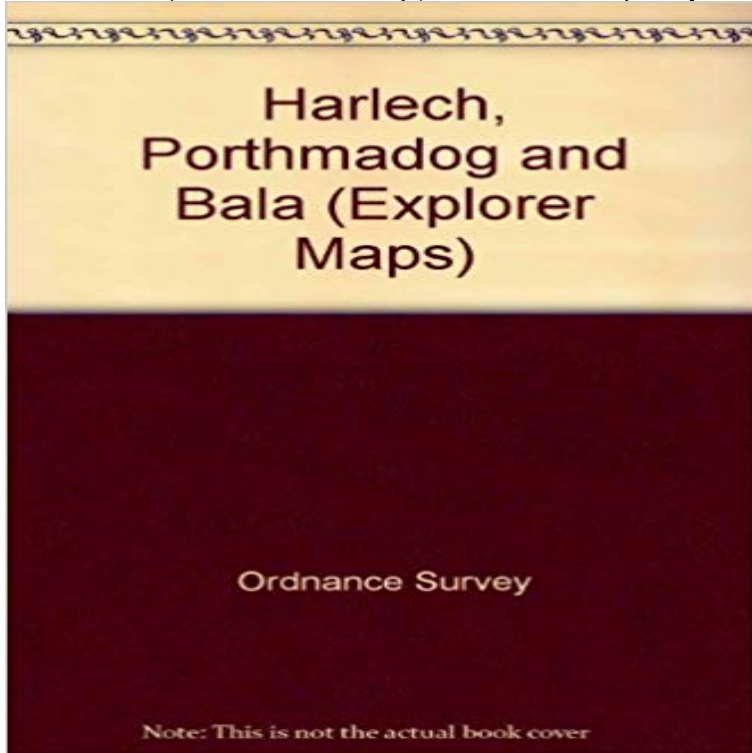 Harlech,
Porthmadog and
Bala (Explorer
Maps)
Ordnance Survey
Note: This is not the actual book cover